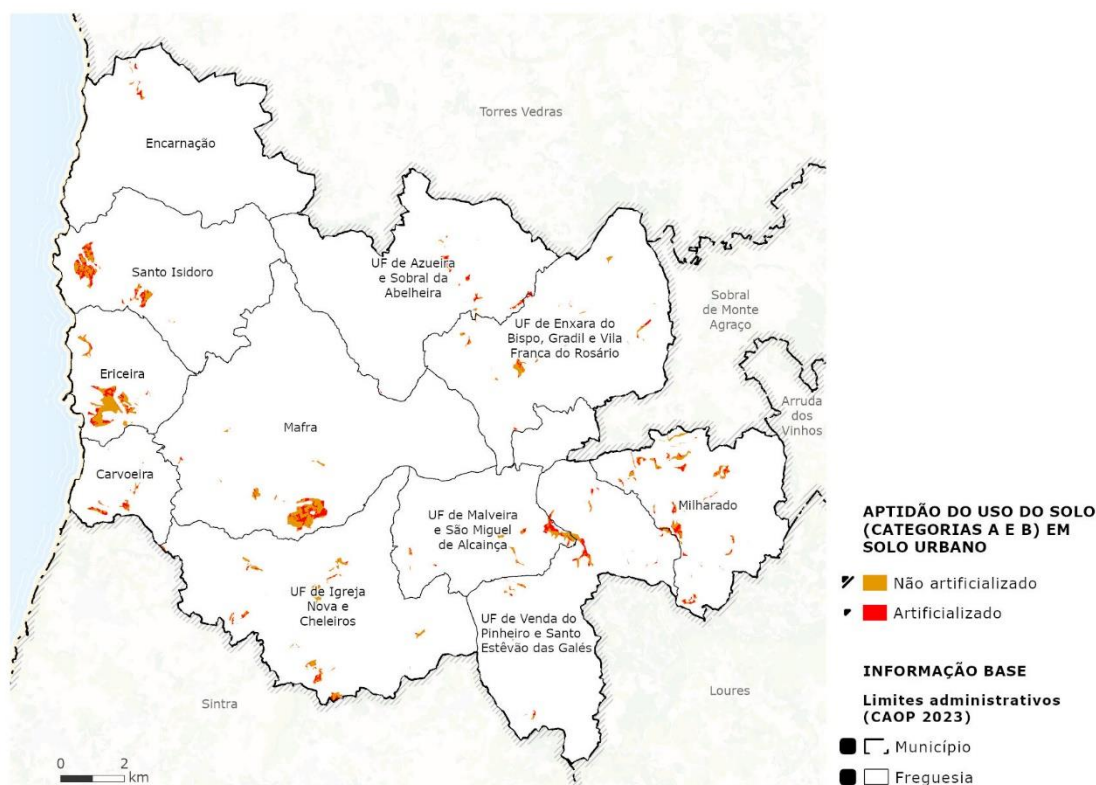 Torres Vedras
Encarnação
Santo Isidoro
UF de Azueira
e Sobral da
Abelheira
Sobral
de Monte
Agraço
UF de Enxara do
Bispo, Gradil e Vila
Franca do Rosário
Ericeira
Arruda
dos
Vinhos
Mafra
Carvoeira
Milharado
UF de Malveira
e São Miguel
de Alcainça
UF de Igreja
Nova e
Cheleiros
UF de Venda do
Pinheiro e Santo
Estêvão das Galés
Sintra
Loures
0 2
km
APTIDÃO DO USO DO SOLO
(CATEGORIAS A E B) EM
SOLO URBANO
Não artificializado
Artificializado
INFORMAÇÃO BASE
Limites administrativos
(CAOP 2023)
Município
Freguesia